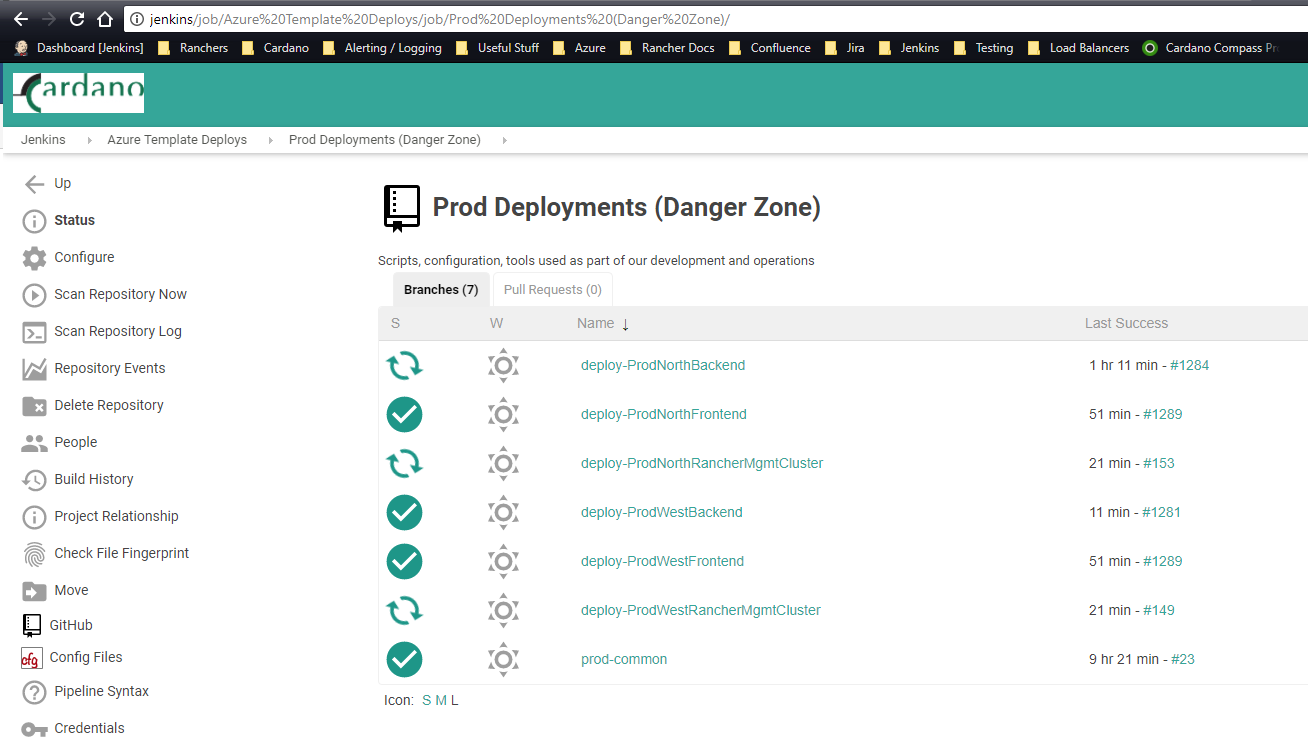 jenkins/job/Azure%20Template%20Deploys/job/Prod%20Deployments%20(Danger%20Zone)/
Dashboard [Jenkins] Ranchers Cardano Alerting / Logging Useful Stuff Azure Rancher Docs Confluence Jira Jenkins Testing Load Balancers Cardano Compass Pr
Cardano
Jenkins Azure Template Deploys Prod Deployments (Danger Zone)
Up
Status
Configure
Scan Repository Now
Scan Repository Log
Repository Events
Delete Repository
People
Build History
Project Relationship
Check File Fingerprint
Move
GitHub
cfg Config Files
Pipeline Syntax
Credentials
Prod Deployments (Danger Zone)
Scripts, configuration, tools used as part of our development and operations
Branches (7) Pull Requests (0)
S W Name ↓ Last Success
deploy-ProdNorthBackend 1 hr 11 min - #1284
deploy-ProdNorthFrontend 51 min - #1289
deploy-ProdNorthRancherMgmtCluster 21 min - #153
deploy-ProdWestBackend 11 min - #1281
deploy-ProdWestFrontend 51 min - #1289
deploy-ProdWestRancherMgmtCluster 21 min - #149
prod-common 9 hr 21 min - #23
Icon: S M L